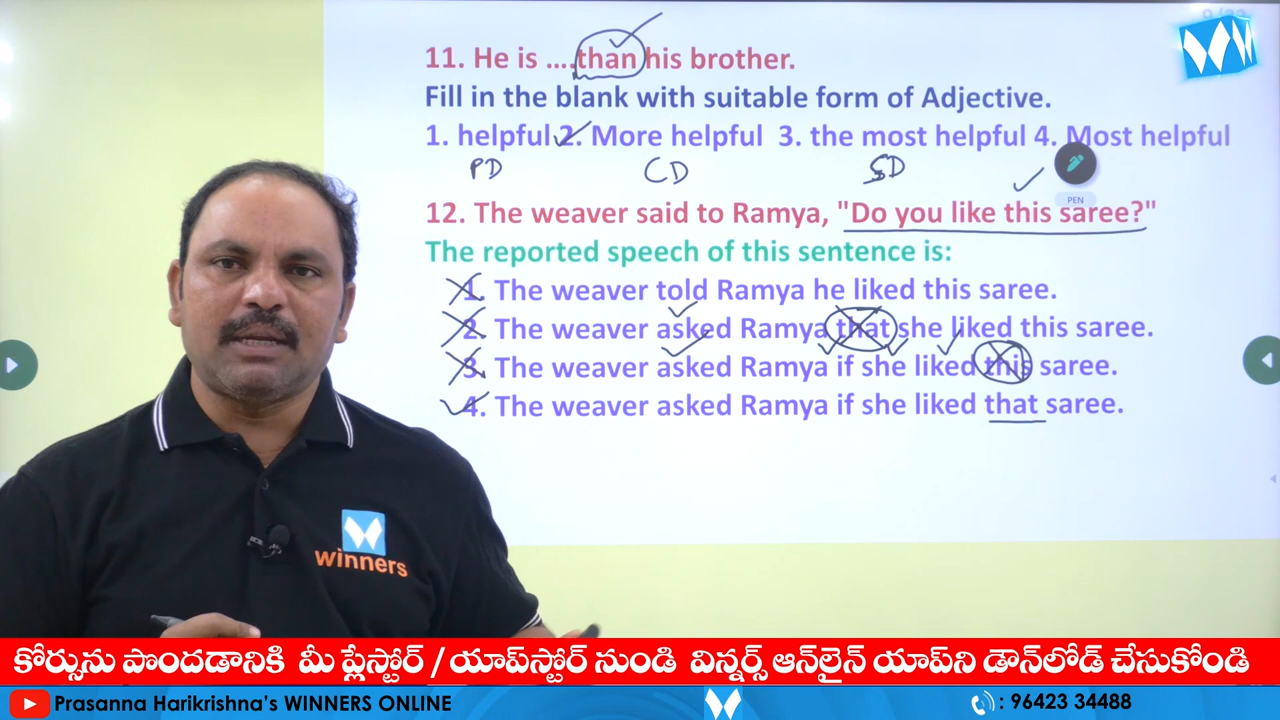 11. He is ....than his brother.
Fill in the blank with suitable form of Adjective.
1. helpful 2. More helpful 3. the most helpful 4. Most helpful
PD CD SD
PEN
12. The weaver said to Ramya, "Do you like this saree?"
The reported speech of this sentence is:
1. The weaver told Ramya he liked this saree.
2. The weaver asked Ramya that she liked this saree.
3. The weaver asked Ramya if she liked this saree.
4. The weaver asked Ramya if she liked that saree.
winners
కోర్సును పొందడానికి మీ ప్లేస్టోర్ / యాప్‌స్టోర్ నుండి విన్నర్స్ ఆన్‌లైన్ యాప్‌ని డౌన్‌లోడ్ చేసుకోండి
Prasanna Harikrishna's WINNERS ONLINE : 96423 34488